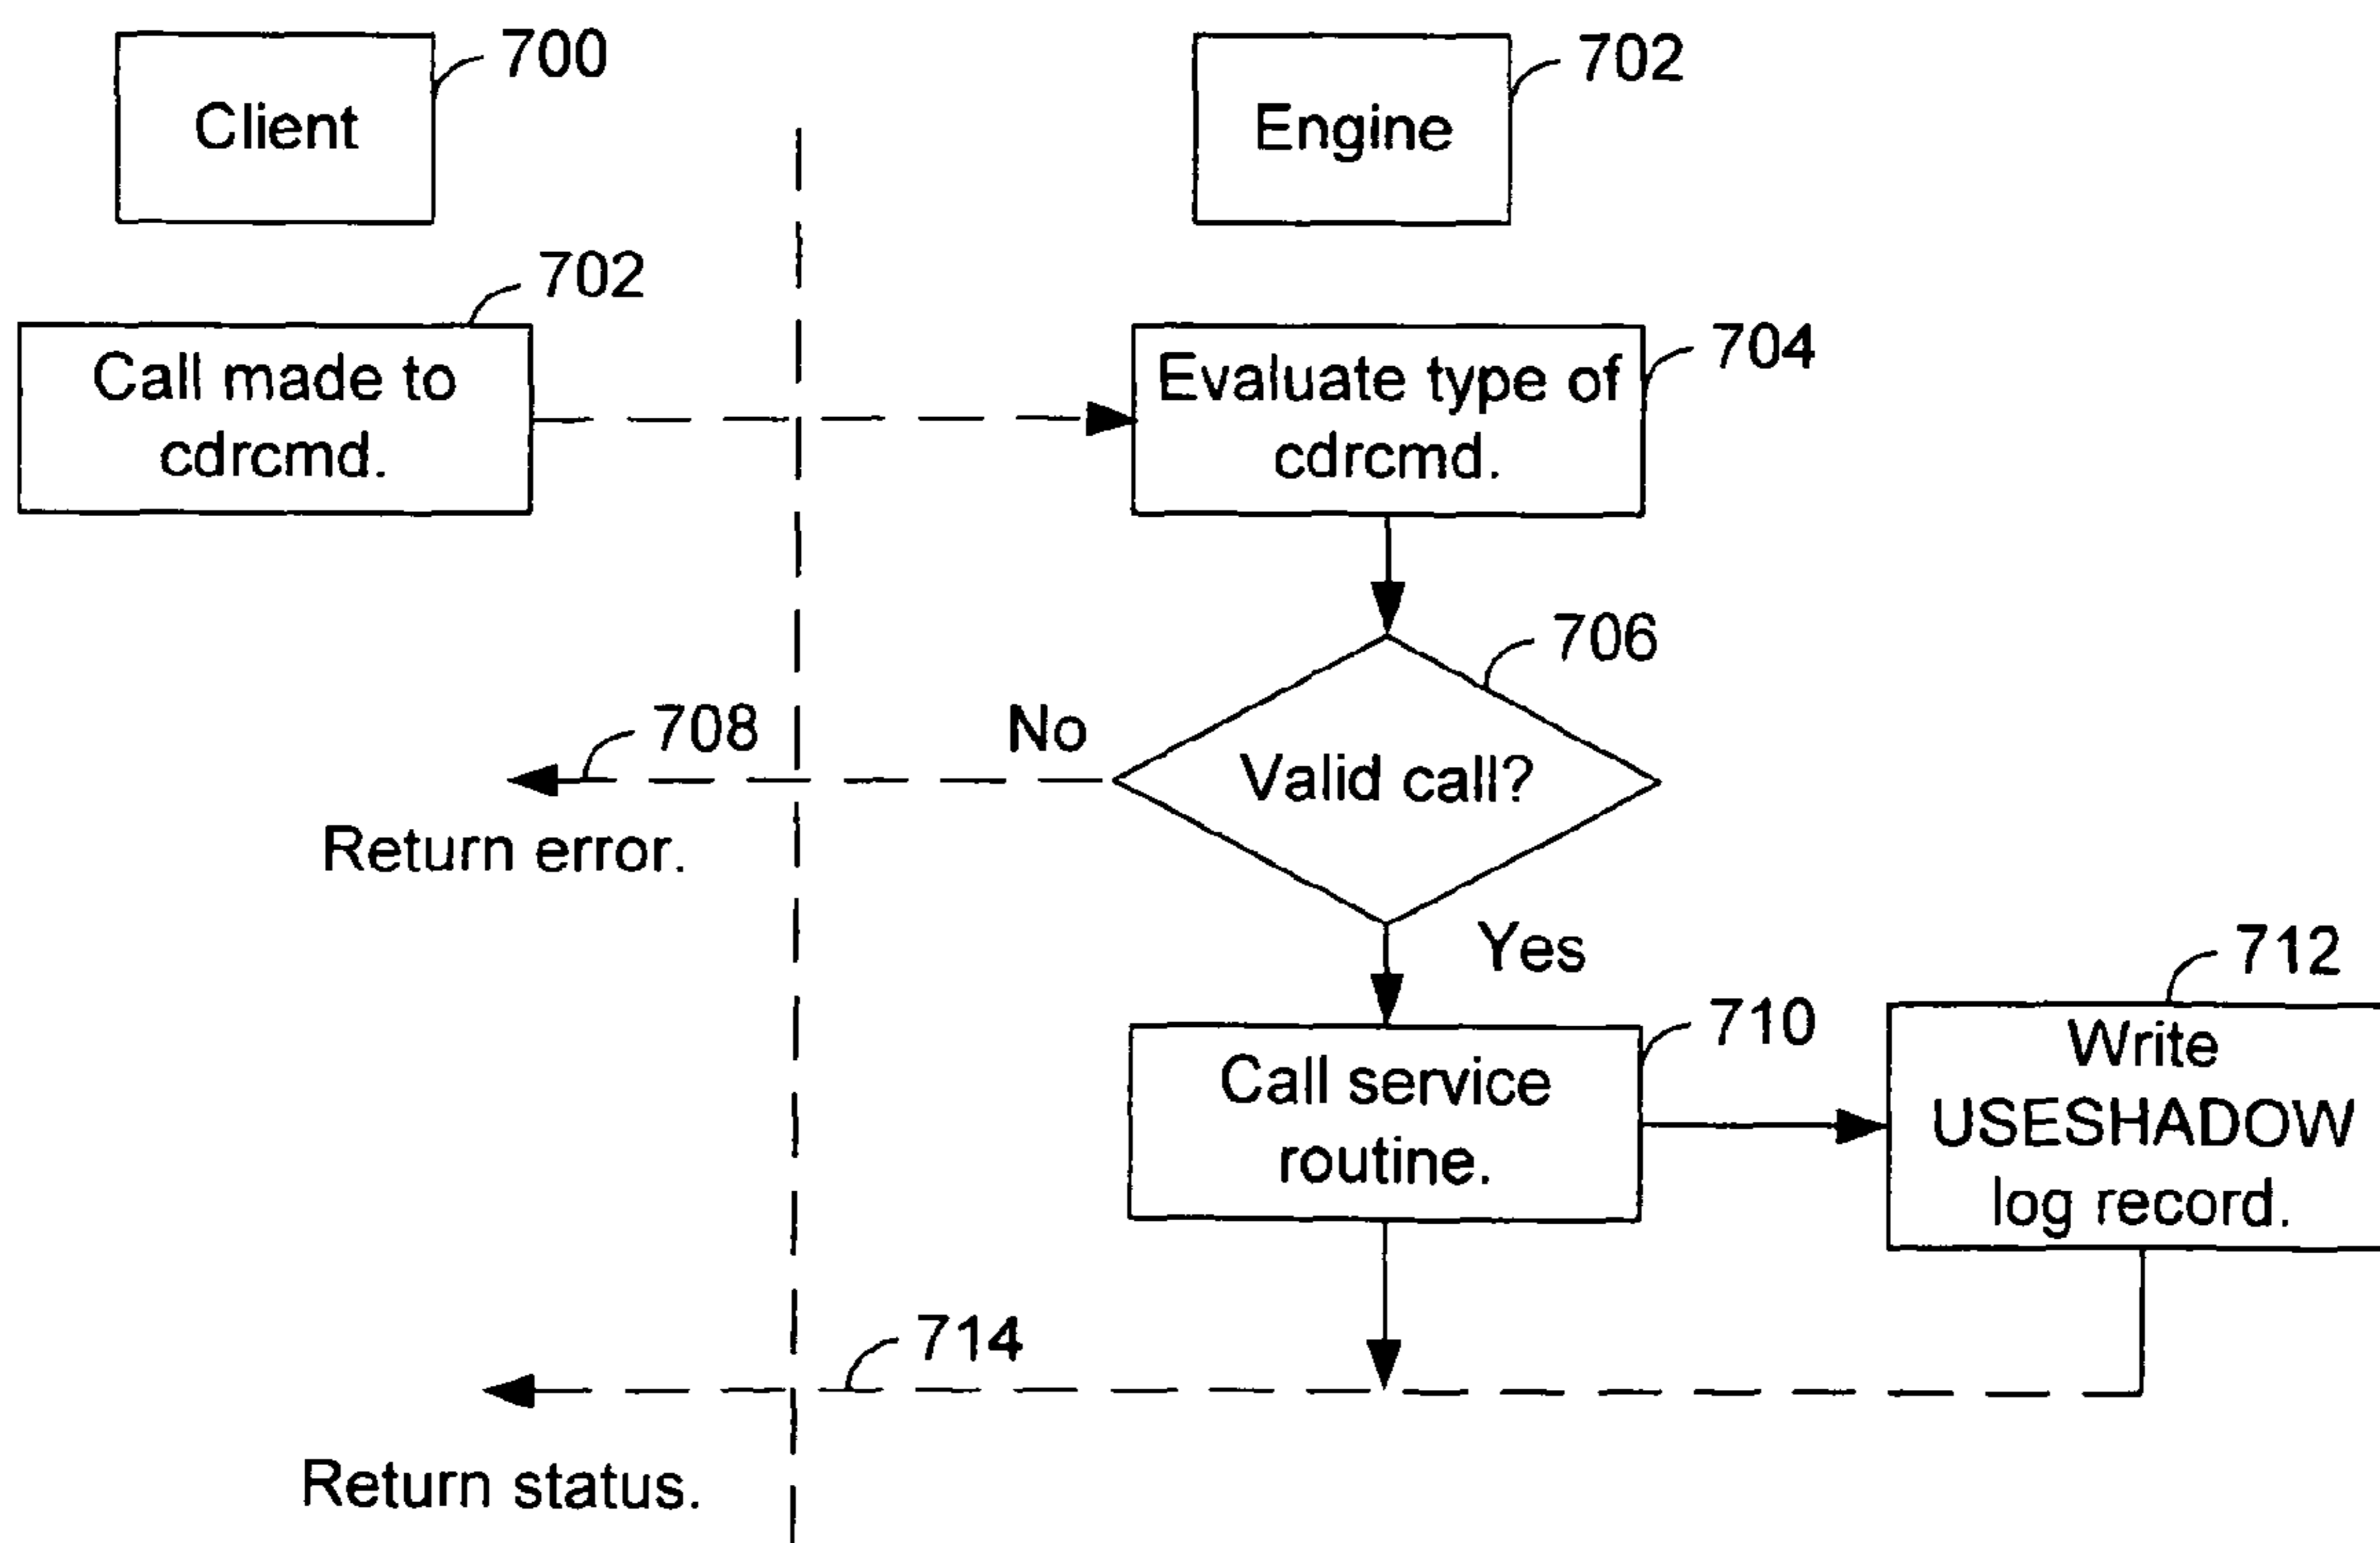 700
Client
702
Engine
702
Call made to
cdrcmd.
704
Evaluate type of
cdrcmd.
706
Valid call?
No
708
Return error.
Yes
710
Call service
routine.
712
Write
USESHADOW
log record.
714
Return status.